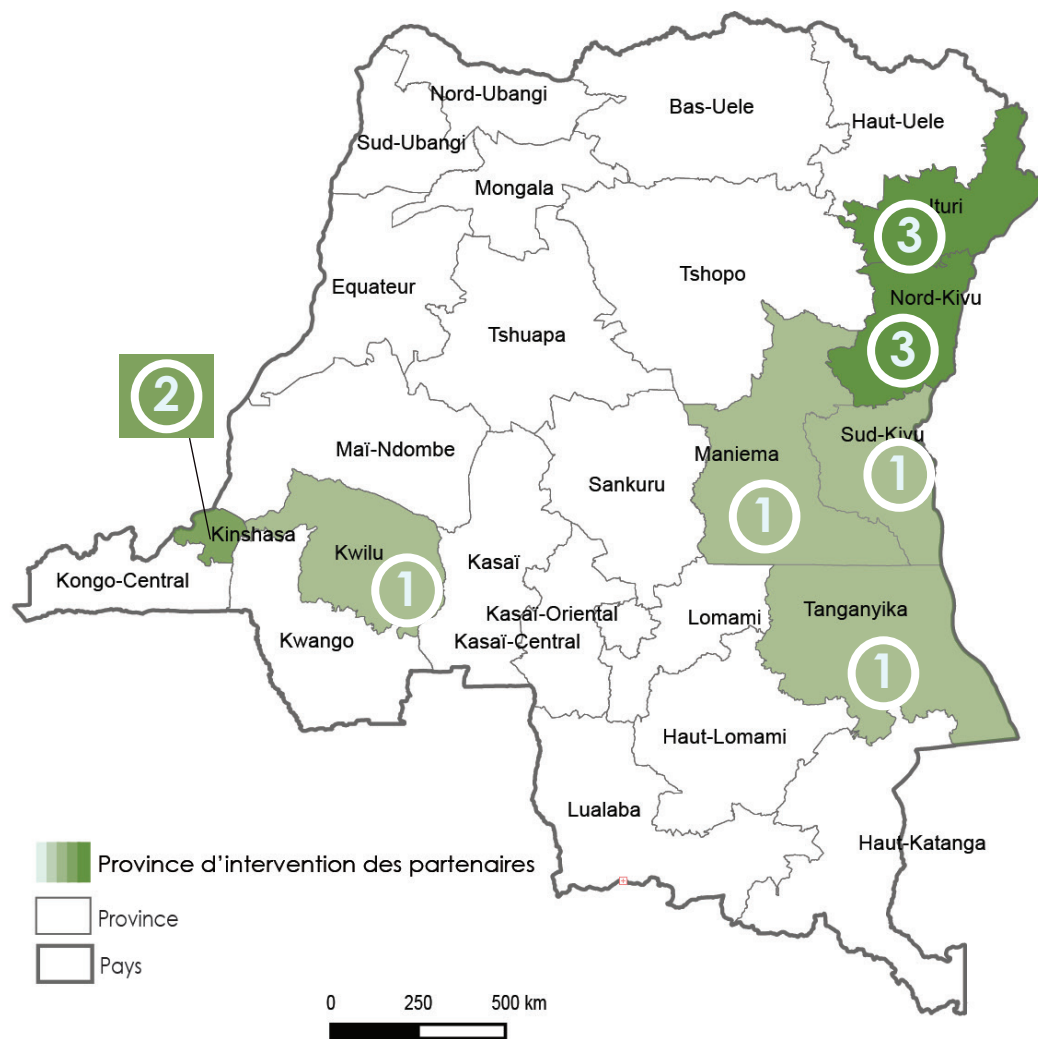 Nord-Ubangi
Bas-Uele
Haut-Uele
Sud-Ubangi
Mongala
Ituri
3
Tshopo
Equateur
Nord-Kivu
Tshuapa
3
2
Sud-Kivu
Maï-Ndombe
Maniema
1
Sankuru
1
Kinshasa
Kwilu
Kasaï
Kongo-Central
1
Tanganyika
Kasaï-Oriental
Lomami
Kwango
Kasaï-Central
1
Haut-Lomami
Lualaba
Haut-Katanga
Province d'intervention des partenaires
Province
Pays
0 250 500 km